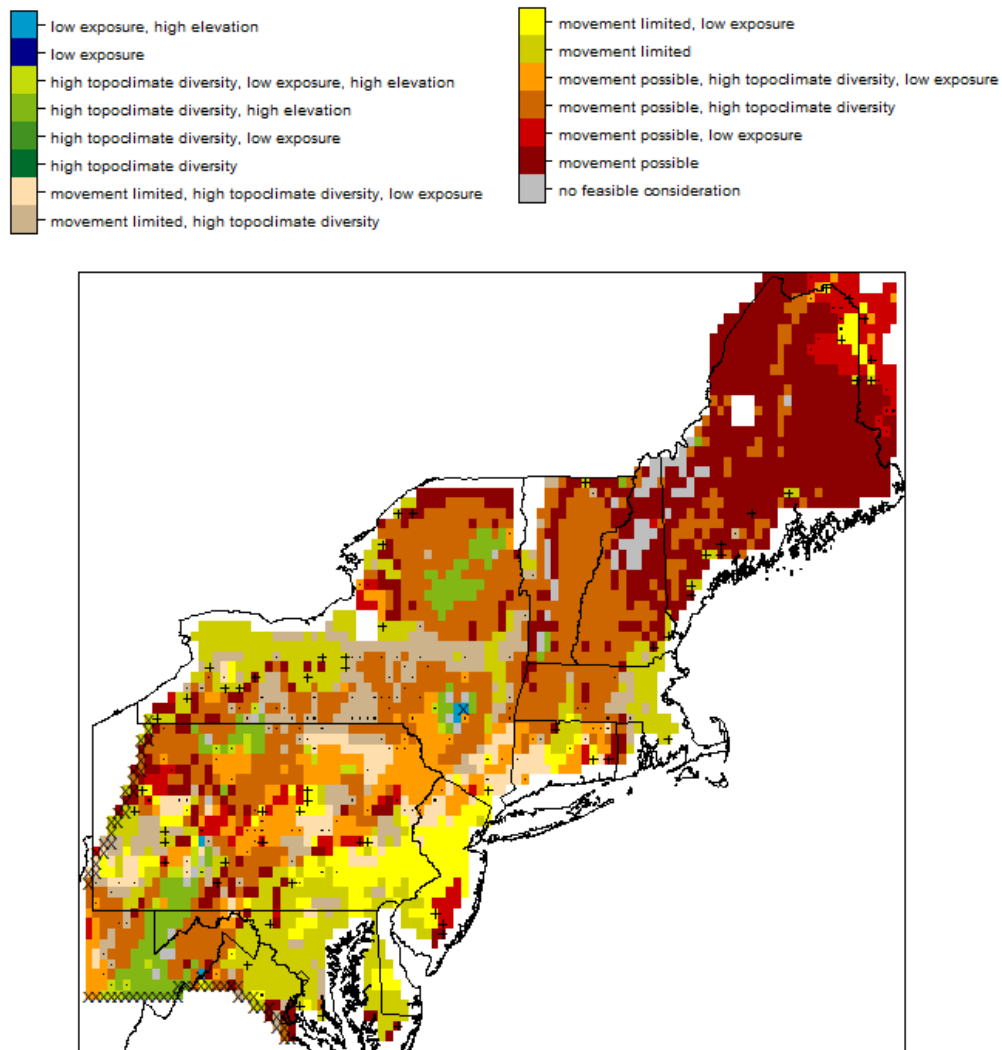 low exposure, high elevation
low exposure
high topoclimate diversity, low exposure, high elevation
high topoclimate diversity, high elevation
high topoclimate diversity, low exposure
high topoclimate diversity
movement limited, high topoclimate diversity, low exposure
movement limited, high topoclimate diversity
movement limited, low exposure
movement limited
movement possible, high topoclimate diversity, low exposure
movement possible, high topoclimate diversity
movement possible, low exposure
movement possible
no feasible consideration